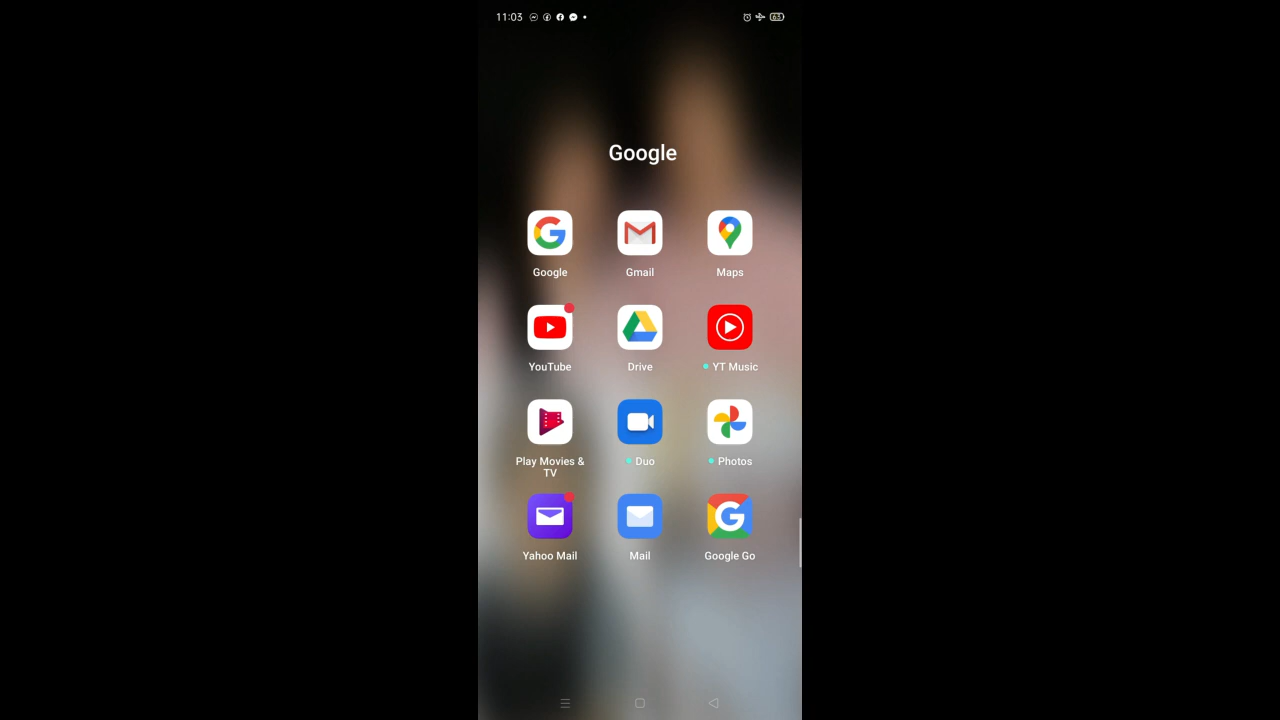 11:03
63
Google
Google Gmail Maps
YouTube Drive YT Music
Play Movies & TV Duo Photos
Yahoo Mail Mail Google Go